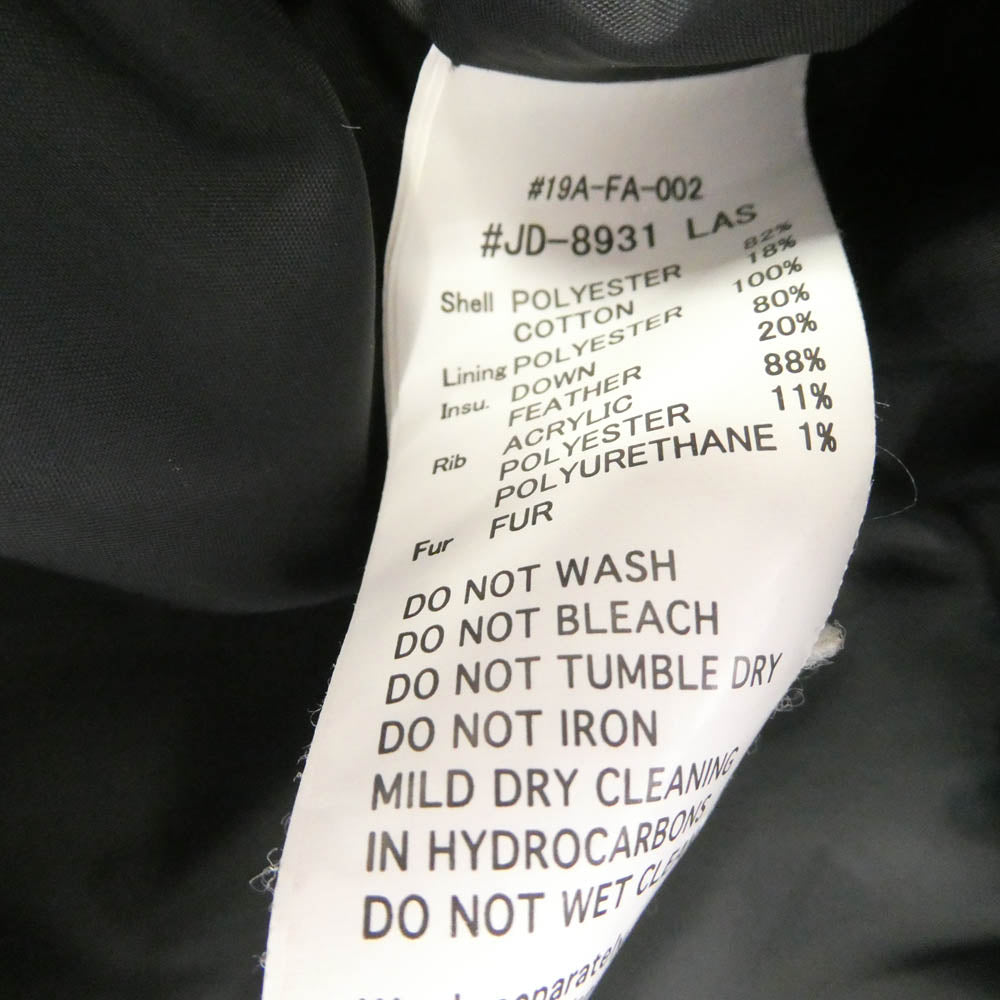 #19A-FA-002
#JD-8931 LAS
Shell POLYESTER 82%
COTTON 18%
Lining POLYESTER 100%
Insu. DOWN 80%
FEATHER 20%
Rib ACRYLIC 88%
POLYESTER 11%
POLYURETHANE 1%
Fur FUR
DO NOT WASH
DO NOT BLEACH
DO NOT TUMBLE DRY
DO NOT IRON
MILD DRY CLEANING
IN HYDROCARBONS
DO NOT WET
separately